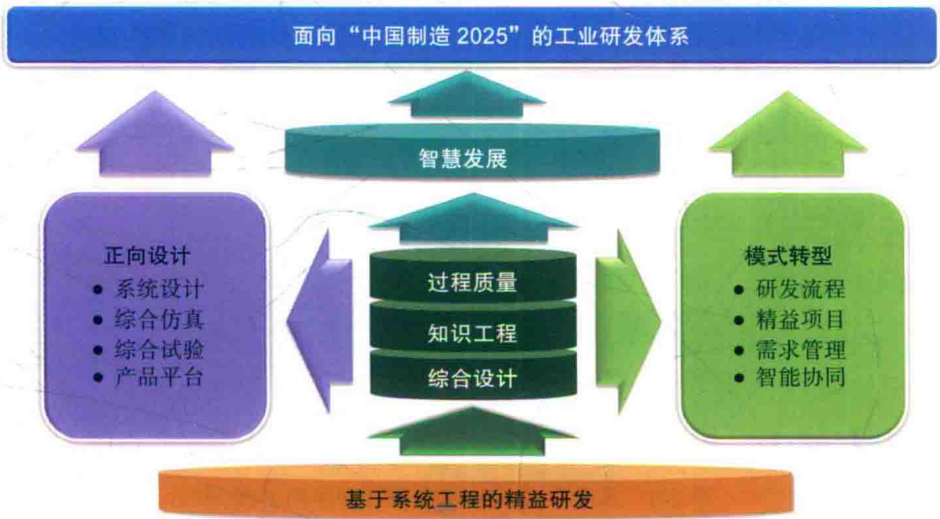 面向“中国制造 2025”的工业研发体系
智慧发展
正向设计
● 系统设计
● 综合仿真
● 综合试验
● 产品平台
过程质量
知识工程
综合设计
模式转型
● 研发流程
● 精益项目
● 需求管理
● 智能协同
基于系统工程的精益研发